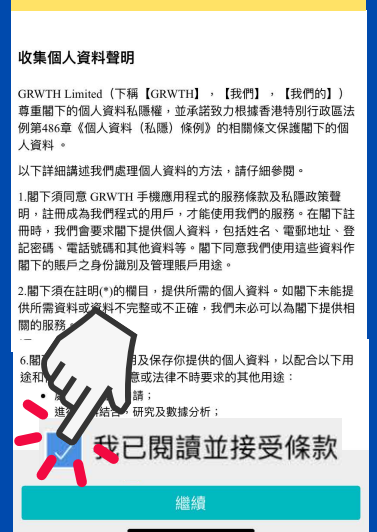 收集個人資料聲明
GRWTH Limited（下稱【GRWTH】，【我們】，【我們的】）
尊重閣下的個人資料私隱權，並承諾致力根據香港特別行政區法
例第486章《個人資料（私隱）條例》的相關條文保護閣下的個
人資料 。
以下詳細講述我們處理個人資料的方法，請仔細參閱。
1.閣下須同意 GRWTH 手機應用程式的服務條款及私隱政策聲
明，註冊成為我們程式的用戶，才能使用我們的服務。在閣下註
冊時，我們會要求閣下提供個人資料，包括姓名、電郵地址、登
記密碼、電話號碼和其他資料等。閣下同意我們使用這些資料作
閣下的賬戶之身份識別及管理賬戶用途。
2.閣下須在註明(*)的欄目，提供所需的個人資料。如閣下未能提
供所需資料或資料不完整或不正確，我們未必可以為閣下提供相
關的服務。
6.閣 用及保存你提供的個人資料，以配合以下用
途和 意或法律不時要求的其他用途：
請；
進 結合，研究及數據分析；
我已閱讀並接受條款
繼續